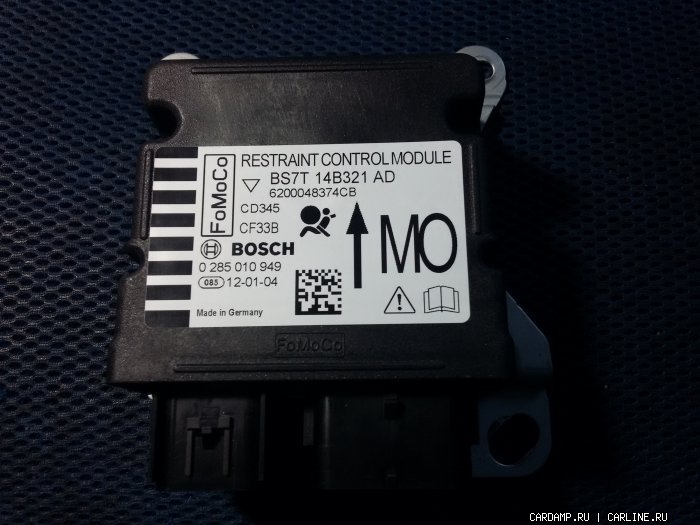 RESTRAINT CONTROL MODULE
FoMoCo
BS7T 14B321 AD
6200048374CB
CD345
CF33B
BOSCH
MO
0 285 010 949
085 12-01-04
Made in Germany
FoMoCo
CARDAMP.RU | CARLINE.RU